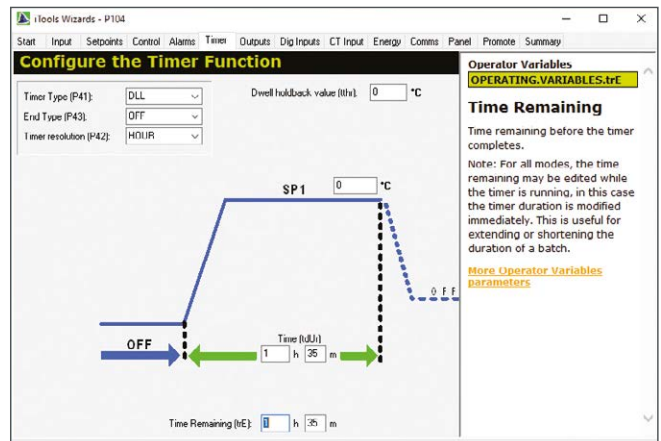 iTools Wizards - P104
Start Input Setpoints Control Alarms Timer Outputs Dig Inputs CT Input Energy Comms Panel Promote Summary
Configure the Timer Function
Timer Type (P41): DLL
End Type (P43): OFF
Timer resolution (P42): HOUR
Dwell holdback value (tthr). 0 °C
SP1 0 °C
OFF
OFF
Time (tdUr)
1 h 35 m
Time Remaining (trE): 1 h 35 m
Operator Variables
OPERATING.VARIABLES.trE
Time Remaining
Time remaining before the timer
completes.
Note: For all modes, the time
remaining may be edited while
the timer is running, in this case
the timer duration is modified
immediately. This is useful for
extending or shortening the
duration of a batch.
More Operator Variables
parameters